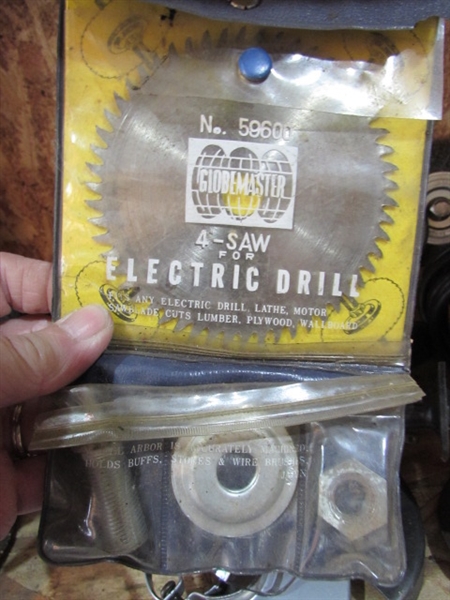 No. 59600
GLOBEMASTER
4-SAW
FOR
ELECTRIC DRILL
ANY ELECTRIC DRILL, LATHE, MOTOR
CUTS LUMBER, PLYWOOD, WALLBOARD
ARBOR IS
HOLDS BUFFS, STONES & WIRE BRUSHES.